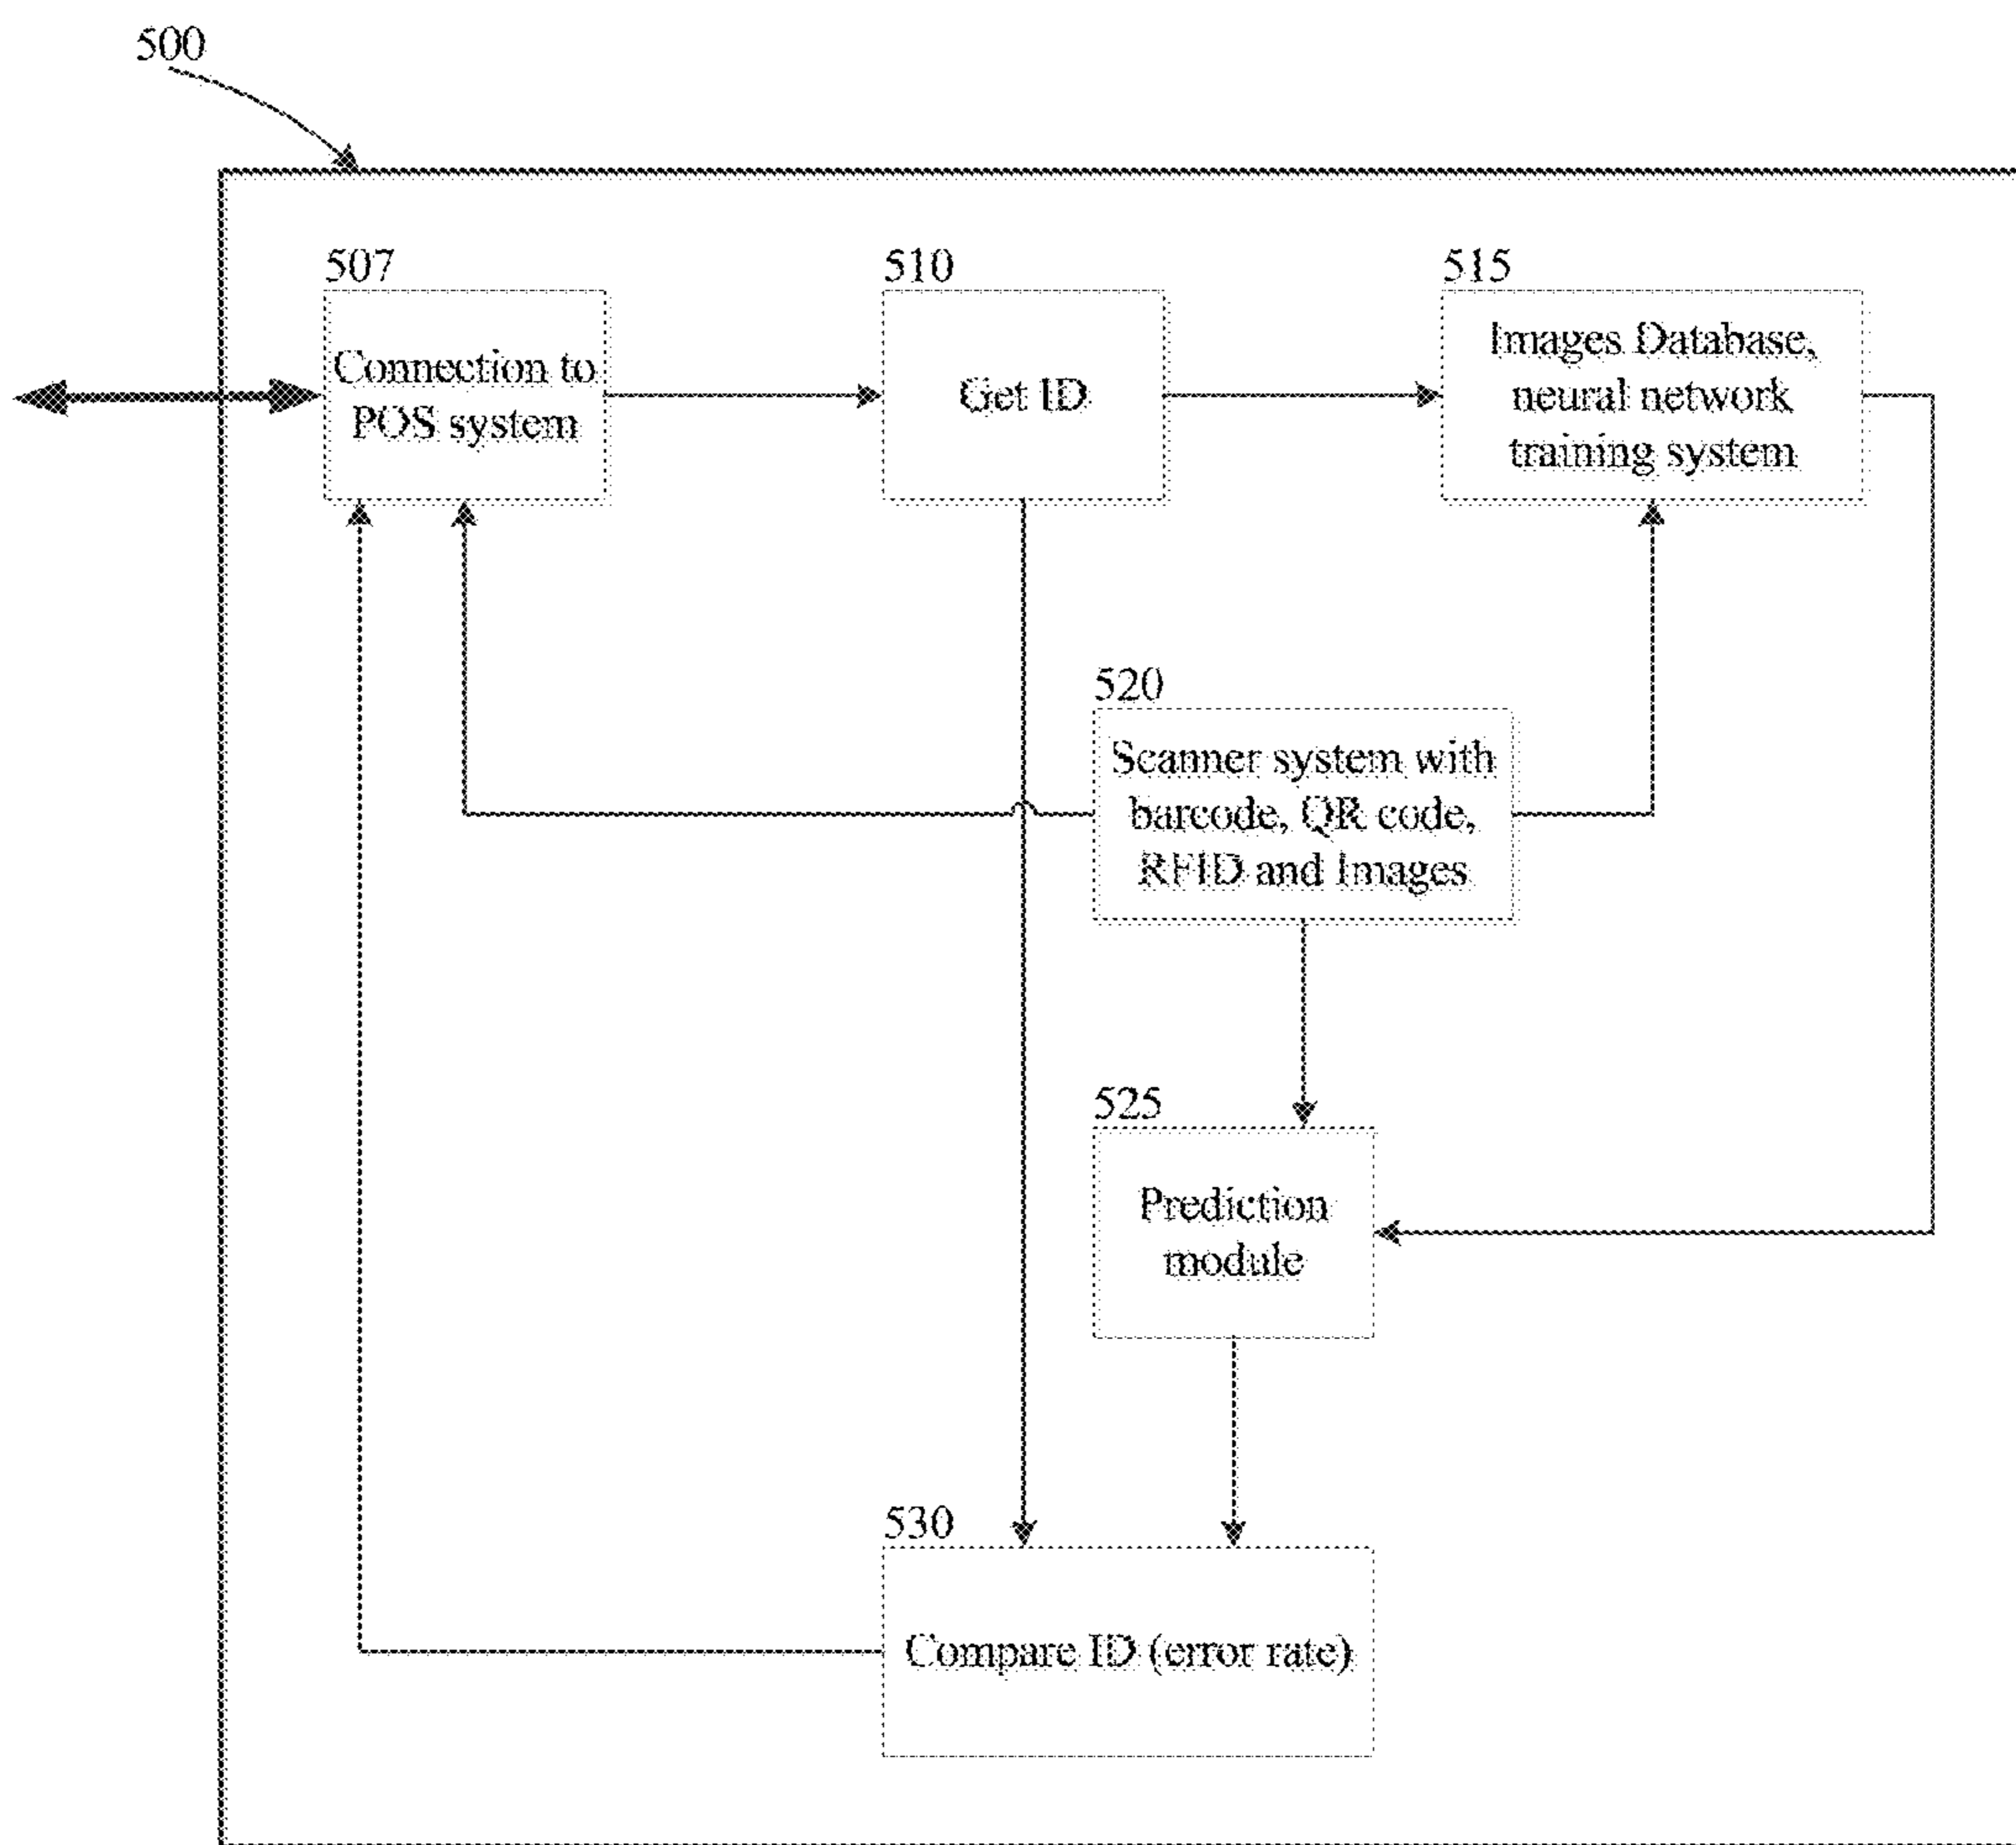 500
507
Connection to
POS system
510
Get ID
515
Images Database,
neural network
training system
520
Scanner system with
barcode, QR code,
RFID and Images
525
Prediction
module
530
Compare ID (error rate)